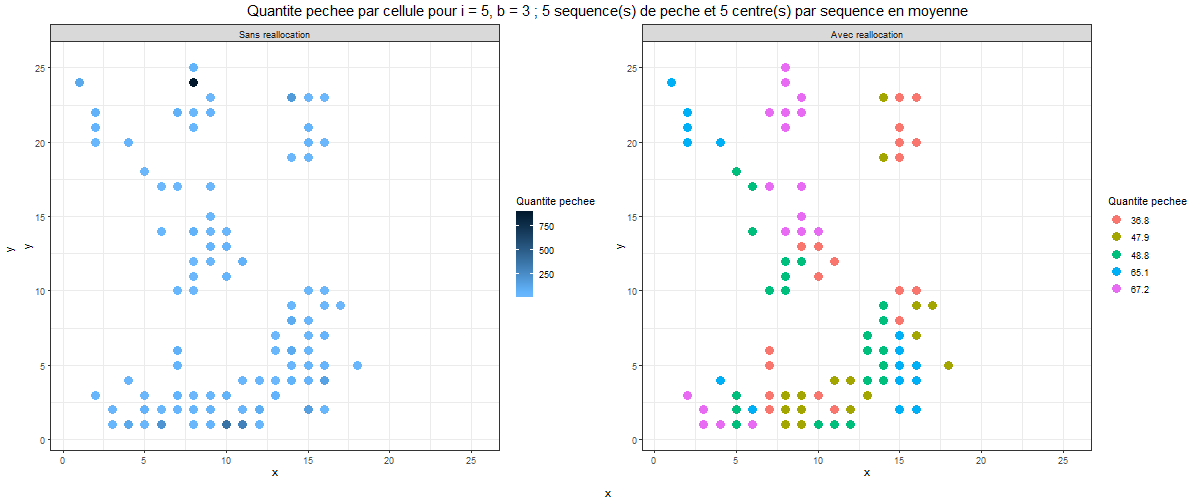 Quantite pechee par cellule pour i = 5, b = 3 ; 5 sequence(s) de peche et 5 centre(s) par sequence en moyenne
Sans reallocation
25
20
15
10
5
0
y
y
0
5
10
15
20
25
x
Quantite pechee
750
500
250
Avec reallocation
25
20
15
10
5
0
y
0
5
10
15
20
25
x
Quantite pechee
36.8
47.9
48.8
65.1
67.2
x